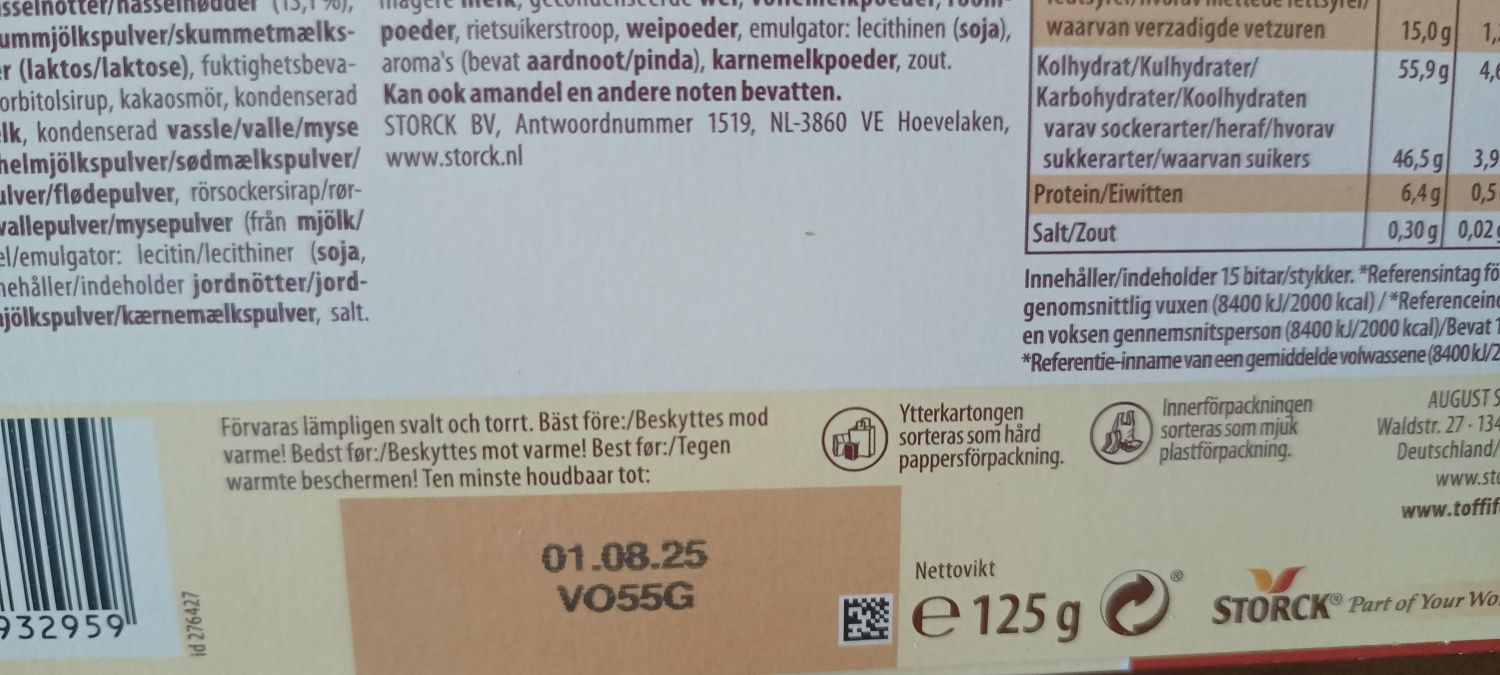 ummjölkspulver/skummetmælks-
r (laktos/laktose), fuktighetsbeva-
orbitolsirup, kakaosmör, kondenserad
lk, kondenserad vassle/valle/myse
helmjölkspulver/sødmælkspulver/
ulver/flødepulver, rörsockersirap/rør-
vallepulver/mysepulver (från mjölk/
el/emulgator: lecitin/lecithiner (soja,
nehåller/indeholder jordnötter/jord-
jölkspulver/kærnemælkspulver, salt.
poeder, rietsuikerstroop, weipoeder, emulgator: lecithinen (soja),
aroma's (bevat aardnoot/pinda), karnemelkpoeder, zout.
Kan ook amandel en andere noten bevatten.
STORCK BV, Antwoordnummer 1519, NL-3860 VE Hoevelaken,
www.storck.nl
waarvan verzadigde vetzuren 15,0 g
Kolhydrat/Kulhydrater/ 55,9 g
Karbohydrater/Koolhydraten
varav sockerarter/heraf/hvorav
sukkerarter/waarvan suikers 46,5 g 3,9
Protein/Eiwitten 6,4 g 0,5
Salt/Zout 0,30 g 0,02
Innehåller/indeholder 15 bitar/stykker. *Referensintag fö
genomsnittlig vuxen (8400 kJ/2000 kcal) / *Referenceind
en voksen gennemsnitsperson (8400 kJ/2000 kcal)/Bevat 1
*Referentie-inname van een gemiddelde volwassene (8400 kJ/2
Förvaras lämpligen svalt och torrt. Bäst före:/Beskyttes mod
varme! Bedst før:/Beskyttes mot varme! Best før:/Tegen
warmte beschermen! Ten minste houdbaar tot:
Ytterkartongen
sorteras som hård
pappersförpackning.
Innerförpackningen
sorteras som mjuk
plastförpackning.
AUGUST S
Waldstr. 27 · 134
Deutschland/
www.sto
www.toffif
01.08.25
VO55G
932959
id 276427
Nettovikt
e 125 g
STORCK® Part of Your Wo